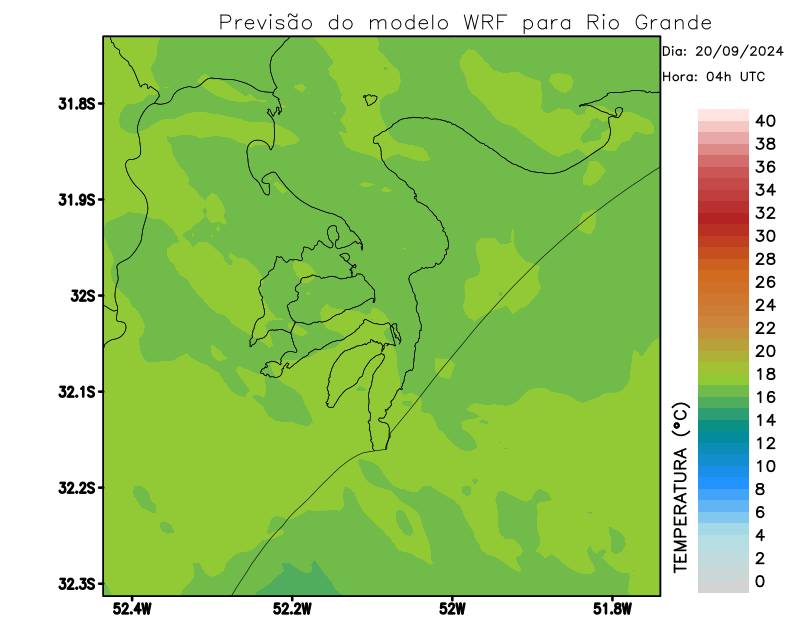 Previsão do modelo WRF para Rio Grande
Dia: 20/09/2024
Hora: 04h UTC
31.8S
31.9S
32S
32.1S
32.2S
32.3S
52.4W
52.2W
52W
51.8W
40
38
36
34
32
30
28
26
24
22
20
18
16
14
12
10
8
6
4
2
0
TEMPERATURA (°C)